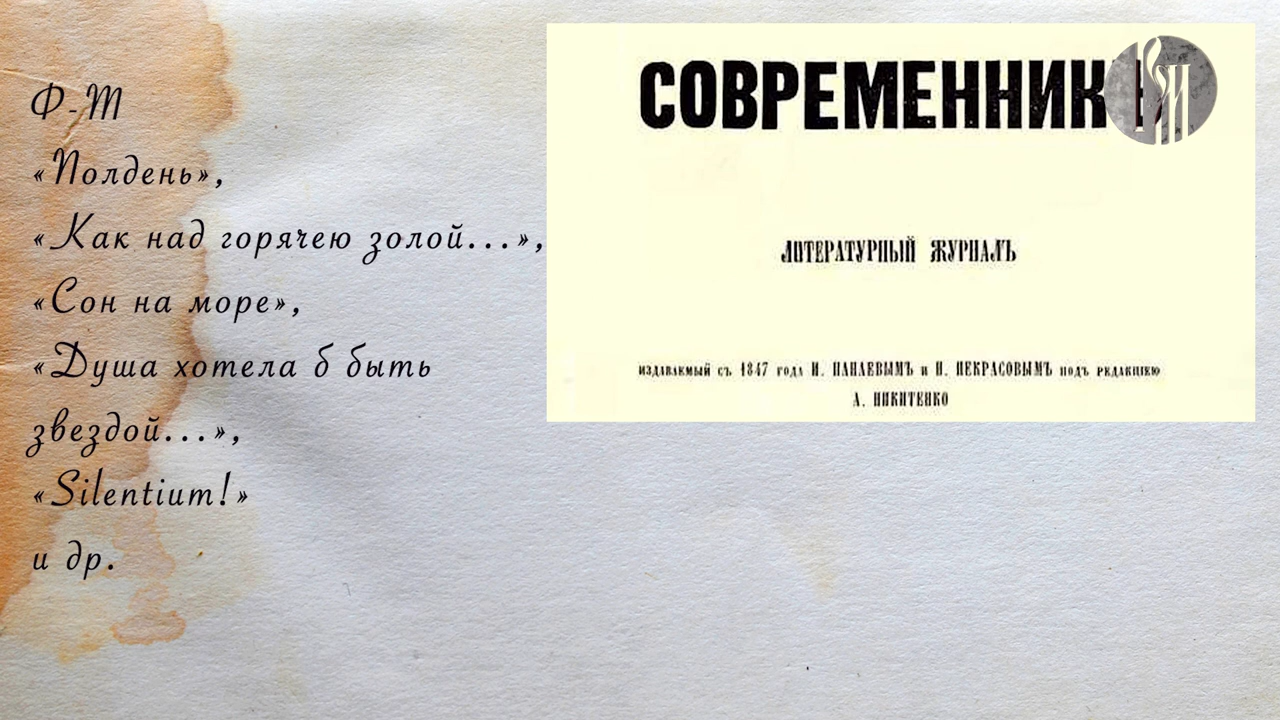 Ф-Т
«Полдень»,
«Как над горячею золой...»,
«Сон на море»,
«Душа хотела б быть
звездой...»,
«Silentium!»
и др.
СОВРЕМЕННИКЪ
ЛИТЕРАТУРНЫЙ ЖУРНАЛЪ
ИЗДАВАЕМЫЙ СЪ 1847 ГОДА И. ПАНАЕВЫМЪ И Н. НЕКРАСОВЫМЪ ПОДЪ РЕДАКЦІЕЮ
А. НИКИТЕНКО